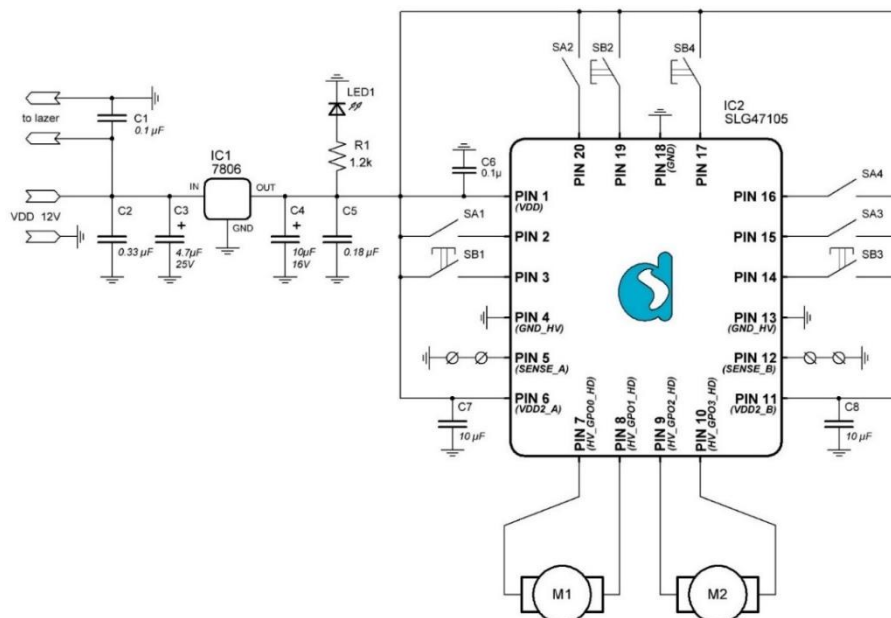 to lazer
C1
0.1 µF
VDD 12V
C2
0.33 µF
C3
+
4.7µF
25V
IC1
7806
IN
OUT
GND
C4
+
10µF
16V
LED1
R1
1.2k
C5
0.18 µF
C6
0.1µ
SA1
SB1
SA2
SB2
SB4
IC2
SLG47105
PIN 20
PIN 19
PIN 18
(GND)
PIN 17
PIN 1
(VDD)
PIN 2
PIN 3
PIN 4
(GND_HV)
PIN 5
(SENSE_A)
PIN 6
(VDD2_A)
PIN 16
PIN 15
PIN 14
PIN 13
(GND_HV)
PIN 12
(SENSE_B)
PIN 11
(VDD2_B)
SA4
SA3
SB3
PIN 7
(HV_GPO0_HD)
PIN 8
(HV_GPO1_HD)
PIN 9
(HV_GPO2_HD)
PIN 10
(HV_GPO3_HD)
C7
10 µF
C8
10 µF
M1
M2